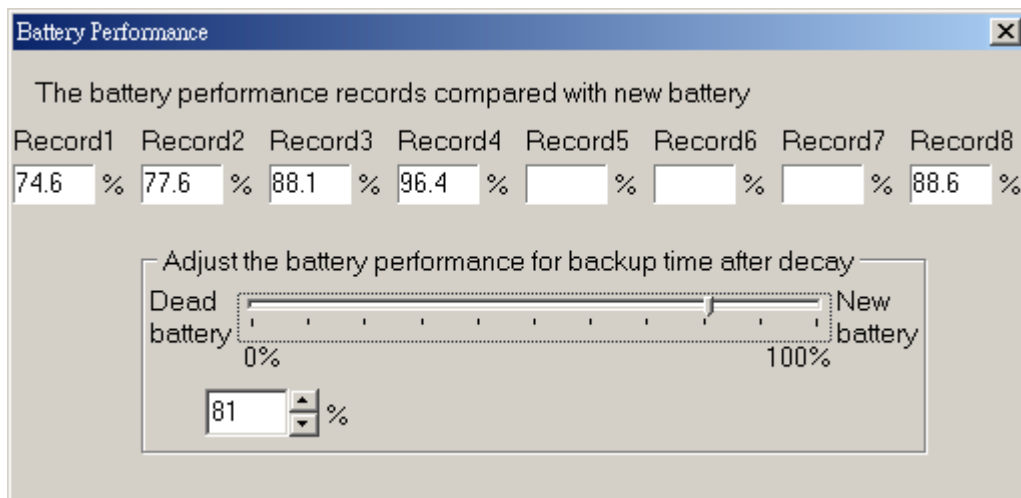 Battery Performance
The battery performance records compared with new battery
Record1 Record2 Record3 Record4 Record5 Record6 Record7 Record8
74.6 % 77.6 % 88.1 % 96.4 % % % % 88.6 %
Adjust the battery performance for backup time after decay
Dead battery
New battery
0% 100%
81 %